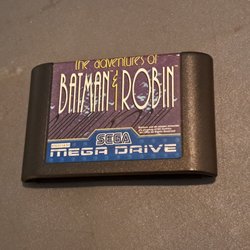 the adventures of
BATMAN & ROBIN
SEGA
MEGA DRIVE